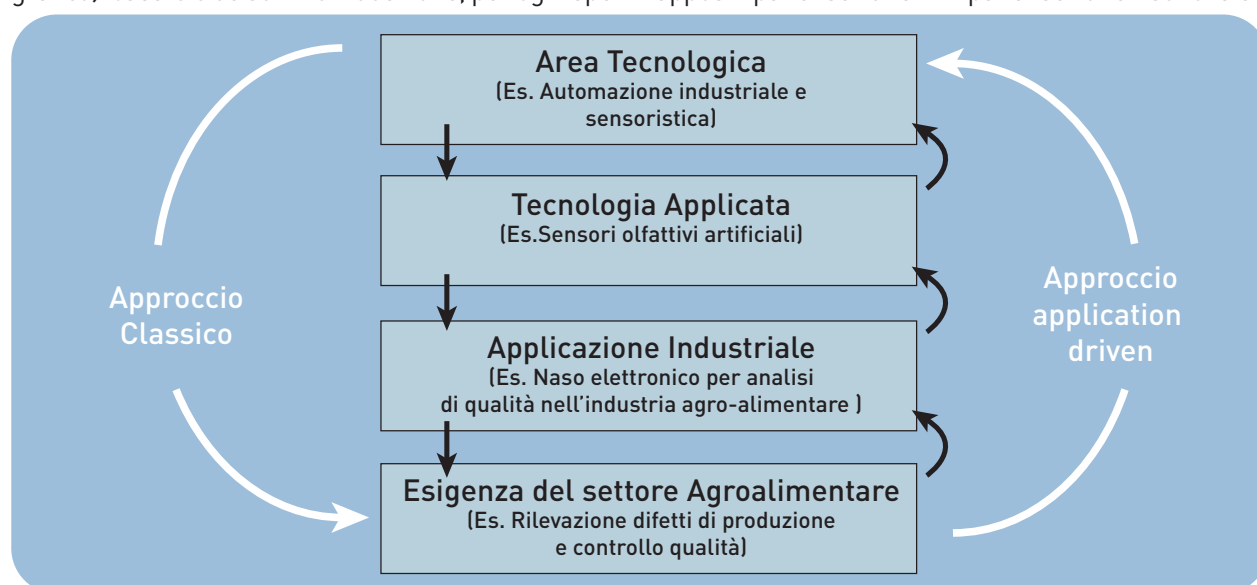 Area Tecnologica
(Es. Automazione industriale e
sensoristica)
Tecnologia Applicata
(Es.Sensori olfattivi artificiali)
Approccio
Classico
Approccio
application
driven
Applicazione Industriale
(Es. Naso elettronico per analisi
di qualità nell'industria agro-alimentare )
Esigenza del settore Agroalimentare
(Es. Rilevazione difetti di produzione
e controllo qualità)